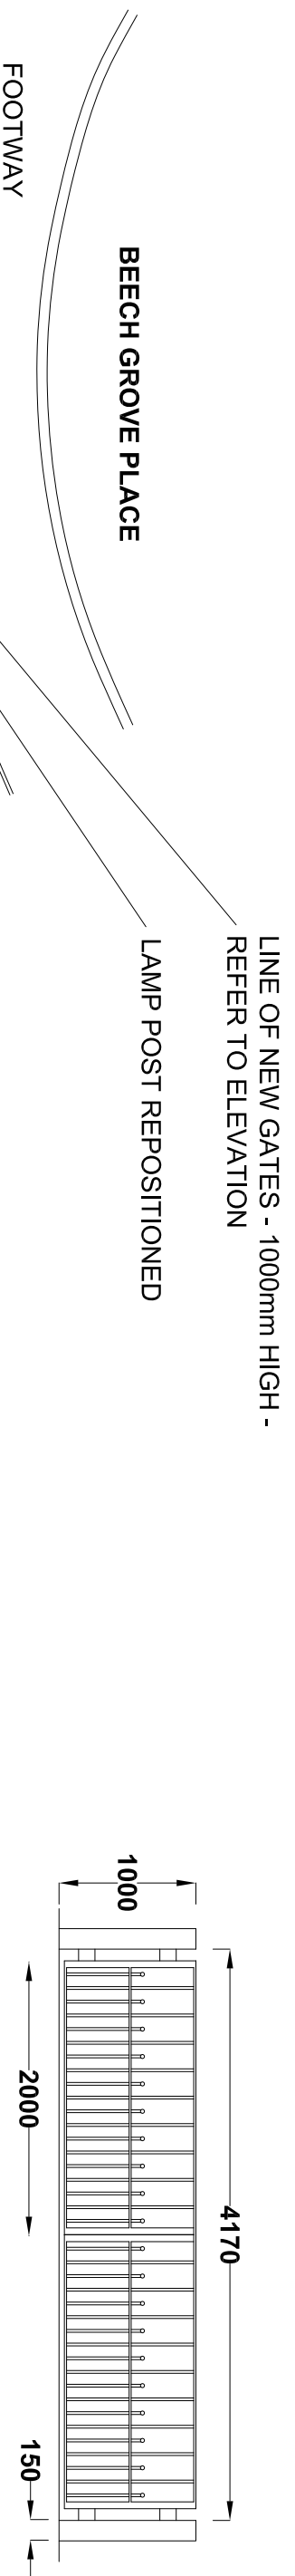 FOOTWAY
BEECH GROVE PLACE
LINE OF NEW GATES - 1000mm HIGH -
REFER TO ELEVATION
LAMP POST REPOSITIONED
1000
4170
2000
150